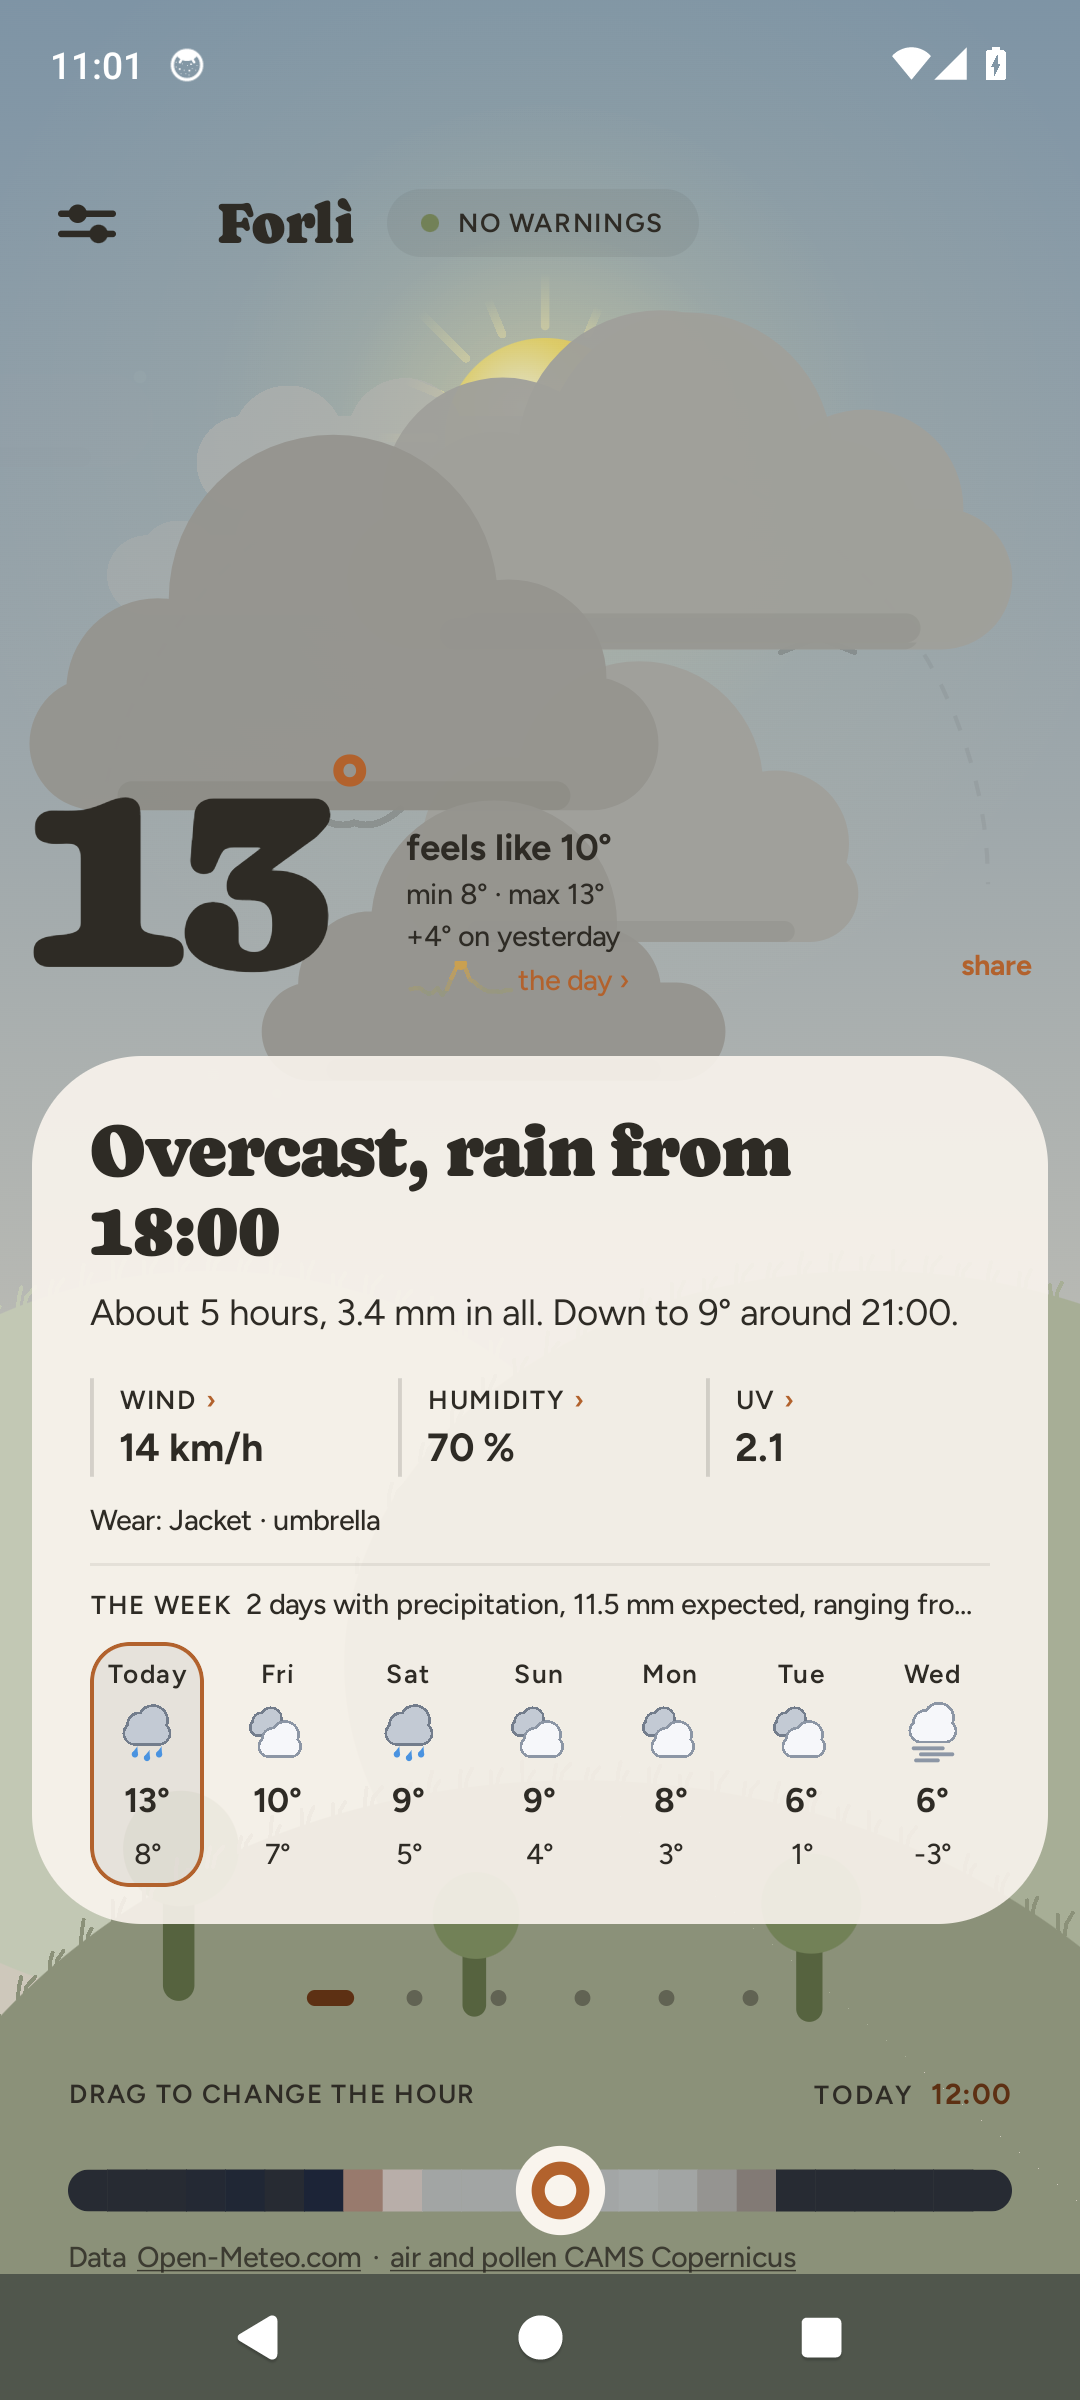 11:01
Forlì
NO WARNINGS
13°
feels like 10°
min 8° · max 13°
+4° on yesterday
the day ›
share
Overcast, rain from
18:00
About 5 hours, 3.4 mm in all. Down to 9° around 21:00.
WIND › HUMIDITY › UV ›
14 km/h 70 % 2.1
Wear: Jacket · umbrella
THE WEEK 2 days with precipitation, 11.5 mm expected, ranging fro...
Today Fri Sat Sun Mon Tue Wed
13° 10° 9° 9° 8° 6° 6°
8° 7° 5° 4° 3° 1° -3°
DRAG TO CHANGE THE HOUR TODAY 12:00
Data Open-Meteo.com · air and pollen CAMS Copernicus